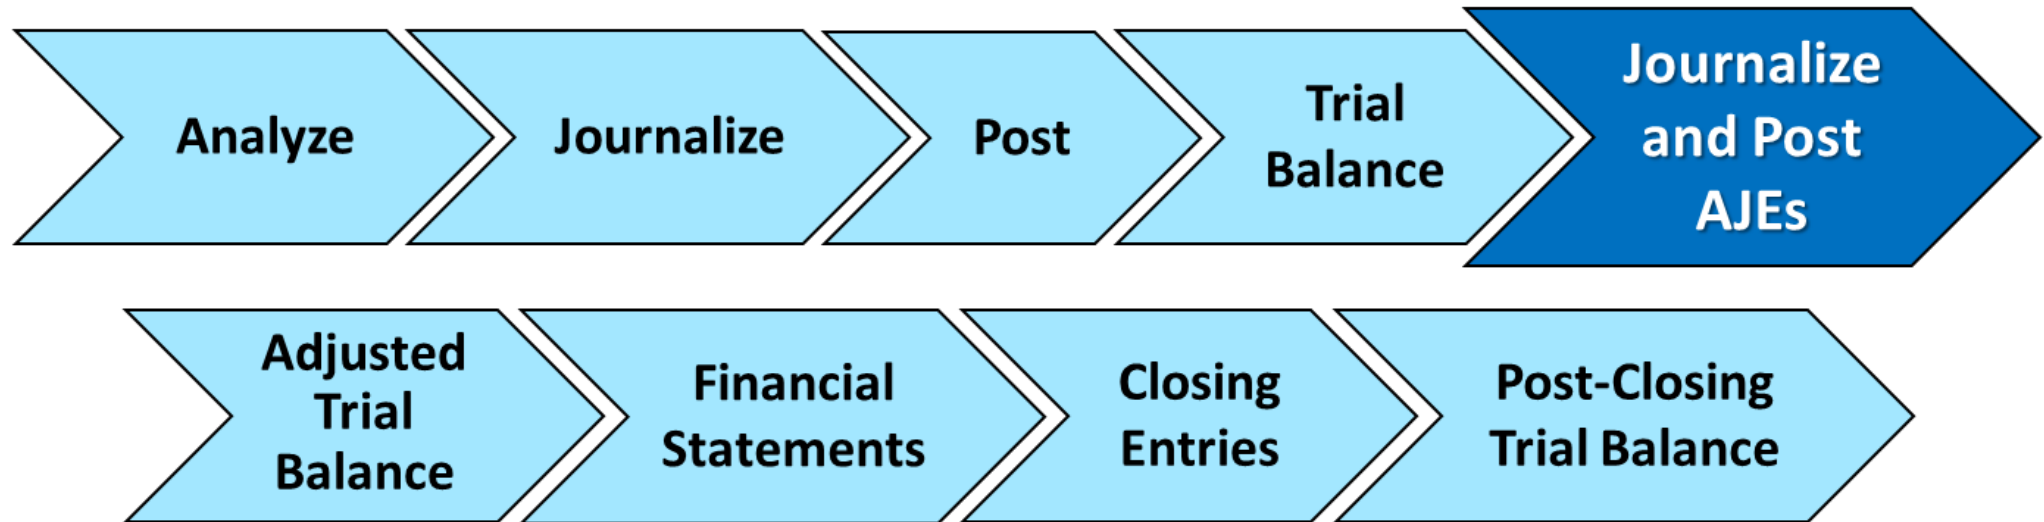 Analyze
Journalize
Post
Trial
Balance
Journalize
and Post
AJEs
Adjusted
Trial
Balance
Financial
Statements
Closing
Entries
Post-Closing
Trial Balance